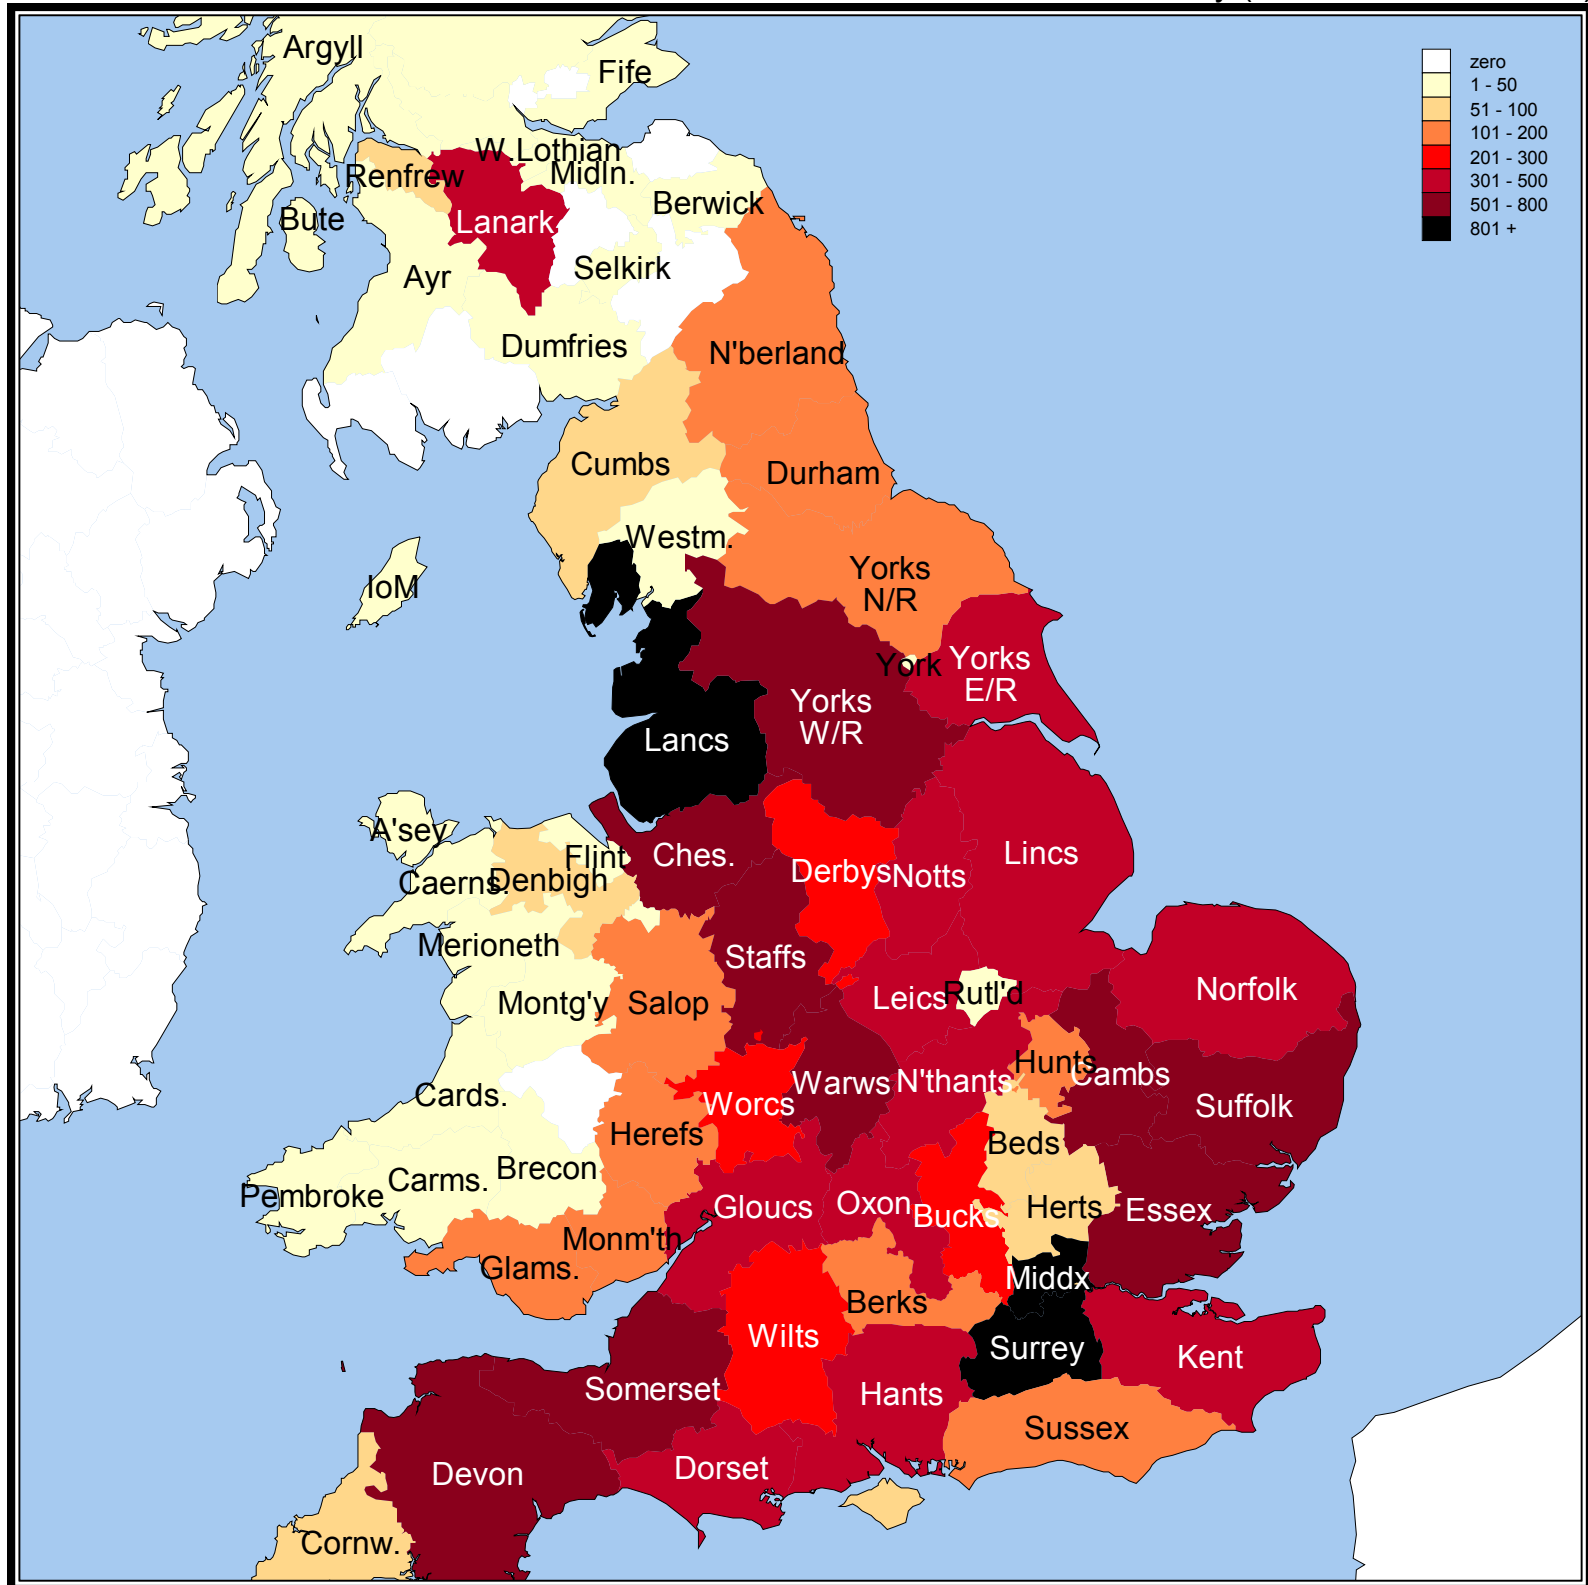 Argyll
Fife
zero
1 - 50
51 - 100
101 - 200
201 - 300
301 - 500
501 - 800
801 +
W.Lothian
Midln.
Renfrew
Berwick
Bute
Lanark
Ayr
Selkirk
Dumfries
N'berland
Cumbs
Durham
Westm.
IoM
Yorks
N/R
York
Yorks
E/R
Yorks
W/R
Lancs
A'sey
Flint
Ches.
Caerns.
Denbigh
Derbys
Notts
Lincs
Merioneth
Staffs
Montg'y
Salop
Leics
Rutl'd
Norfolk
Cards.
Worcs
Warws
N'thants
Hunts
Cambs
Suffolk
Herefs
Beds
Pembroke
Carms.
Brecon
Gloucs
Oxon
Bucks
Herts
Essex
Monm'th
Glams.
Middx
Berks
Wilts
Surrey
Kent
Somerset
Hants
Sussex
Devon
Dorset
Cornw.